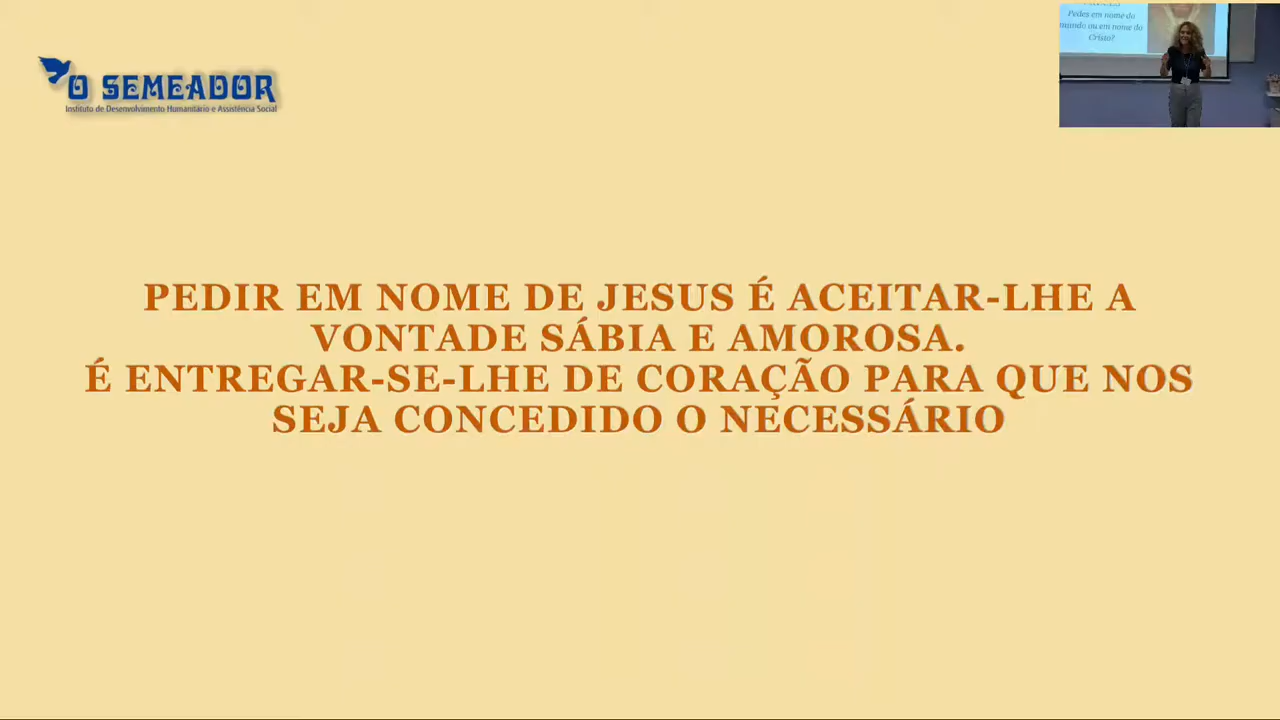 O SEMEADOR
Instituto de Desenvolvimento Humanitário e Assistência Social
Pedes em nome do
mundo ou em nome do
Cristo?
PEDIR EM NOME DE JESUS É ACEITAR-LHE A
VONTADE SÁBIA E AMOROSA.
É ENTREGAR-SE-LHE DE CORAÇÃO PARA QUE NOS
SEJA CONCEDIDO O NECESSÁRIO